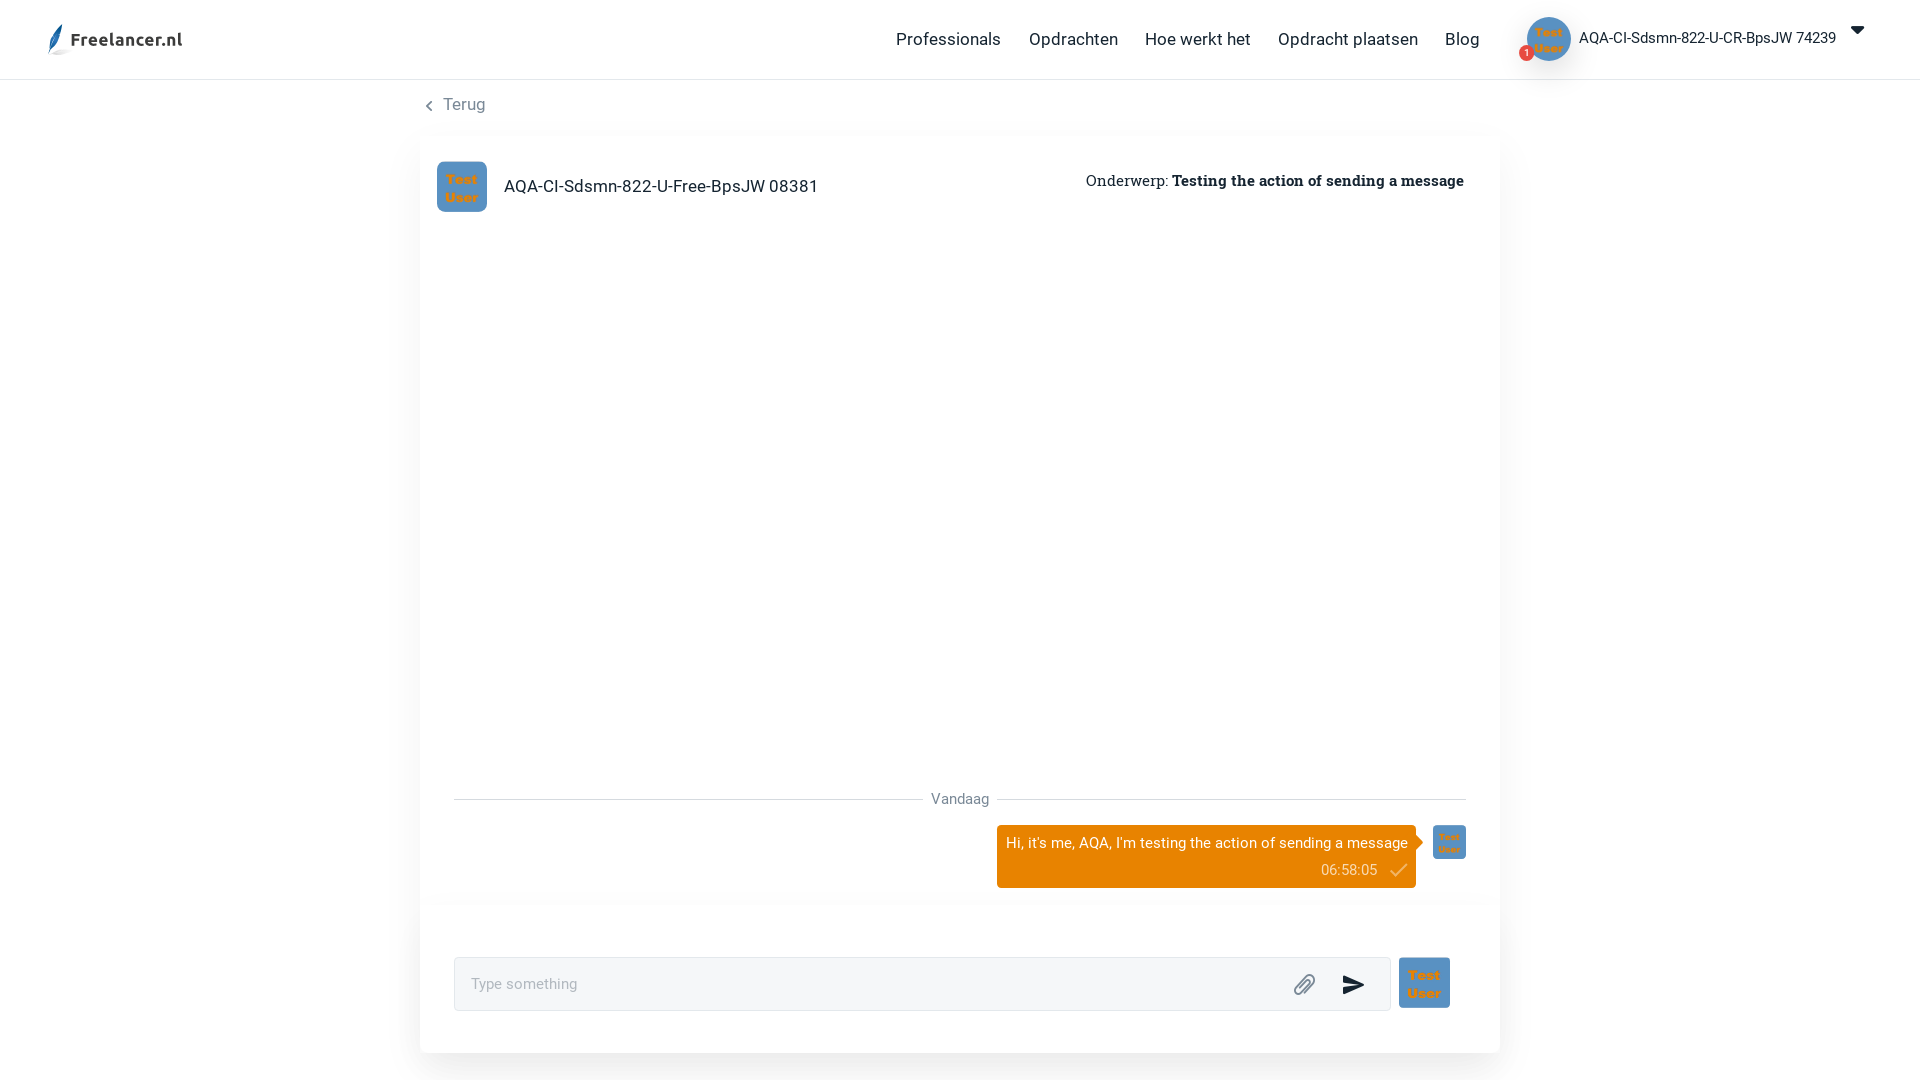 Freelancer.nl
Professionals Opdrachten Hoe werkt het Opdracht plaatsen Blog
Test User
1
AQA-CI-Sdsmn-822-U-CR-BpsJW 74239
Terug
Test
User
AQA-CI-Sdsmn-822-U-Free-BpsJW 08381
Onderwerp: Testing the action of sending a message
Vandaag
Hi, it's me, AQA, I'm testing the action of sending a message
06:58:05
Test
User
Type something
Test
User